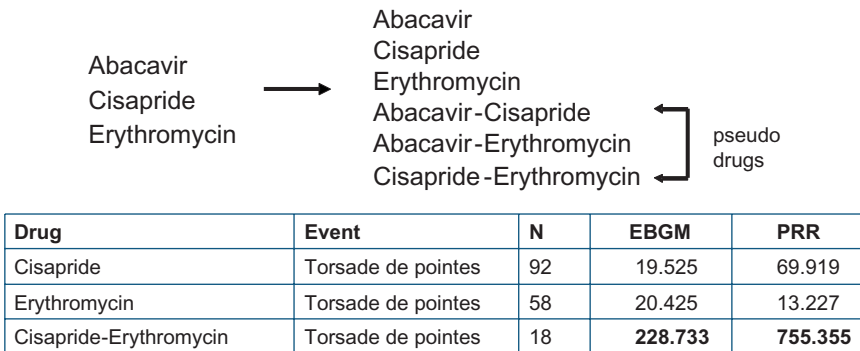 Abacavir
Cisapride
Erythromycin
Abacavir
Cisapride
Erythromycin
Abacavir-Cisapride
Abacavir-Erythromycin
Cisapride-Erythromycin
pseudo
drugs
Drug Event N EBGM PRR
Cisapride Torsade de pointes 92 19.525 69.919
Erythromycin Torsade de pointes 58 20.425 13.227
Cisapride-Erythromycin Torsade de pointes 18 228.733 755.355